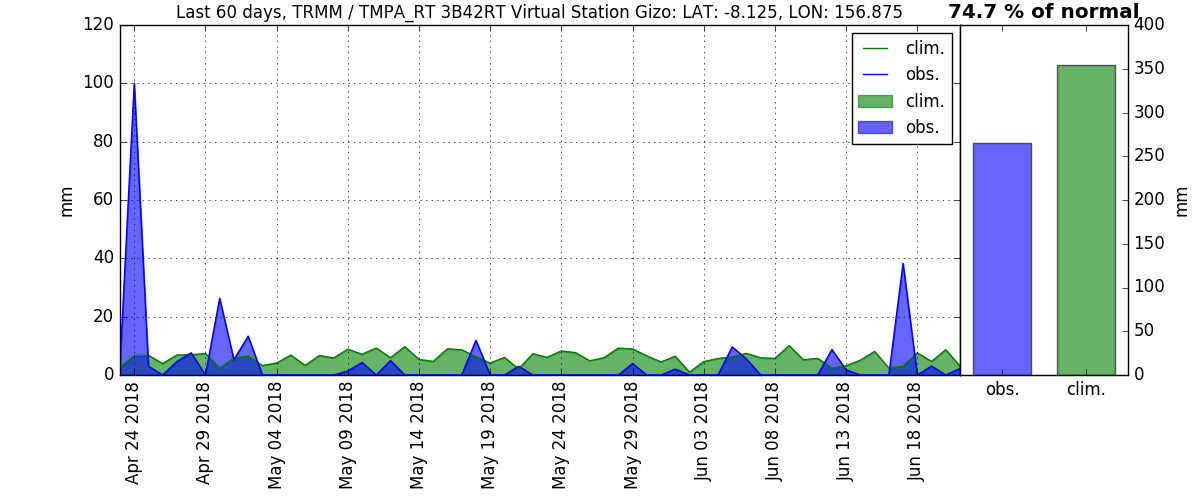 Last 60 days, TRMM / TMPA_RT 3B42RT Virtual Station Gizo: LAT: -8.125, LON: 156.875
74.7 % of normal
120
100
80
60
40
20
0
mm
clim.
obs.
clim.
obs.
400
350
300
250
200
150
100
50
0
mm
Apr 24 2018
Apr 29 2018
May 04 2018
May 09 2018
May 14 2018
May 19 2018
May 24 2018
May 29 2018
Jun 03 2018
Jun 08 2018
Jun 13 2018
Jun 18 2018
obs.
clim.